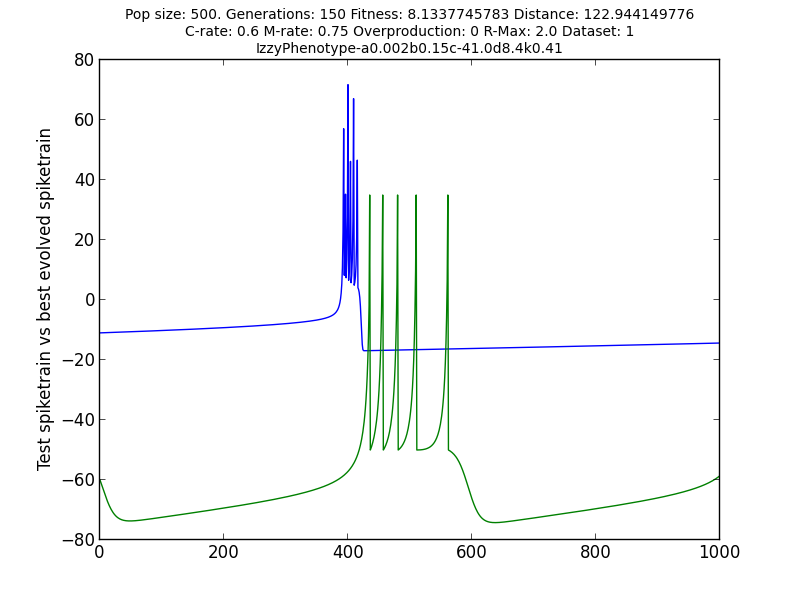 Pop size: 500. Generations: 150 Fitness: 8.1337745783 Distance: 122.944149776
C-rate: 0.6 M-rate: 0.75 Overproduction: 0 R-Max: 2.0 Dataset: 1
IzzyPhenotype-a0.002b0.15c-41.0d8.4k0.41
Test spiketrain vs best evolved spiketrain
80
60
40
20
0
−20
−40
−60
−80
0 200 400 600 800 1000